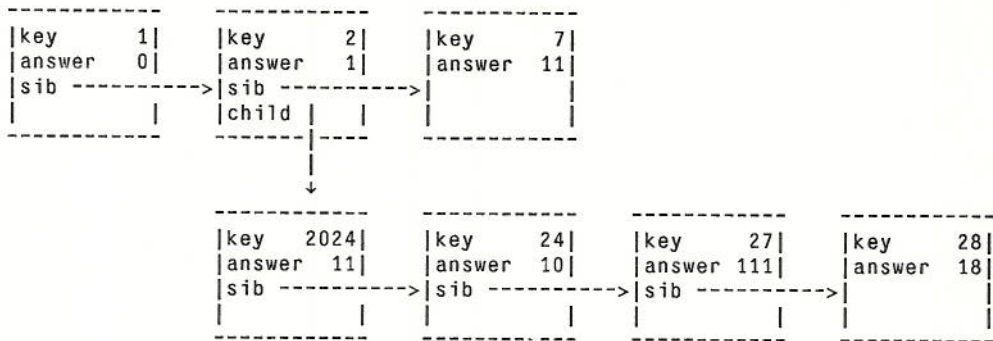 key 1 key 2 key 7
answer 0 answer 1 answer 11
sib sib
child
key 2024 key 24 key 27 key 28
answer 11 answer 10 answer 111 answer 18
sib sib sib